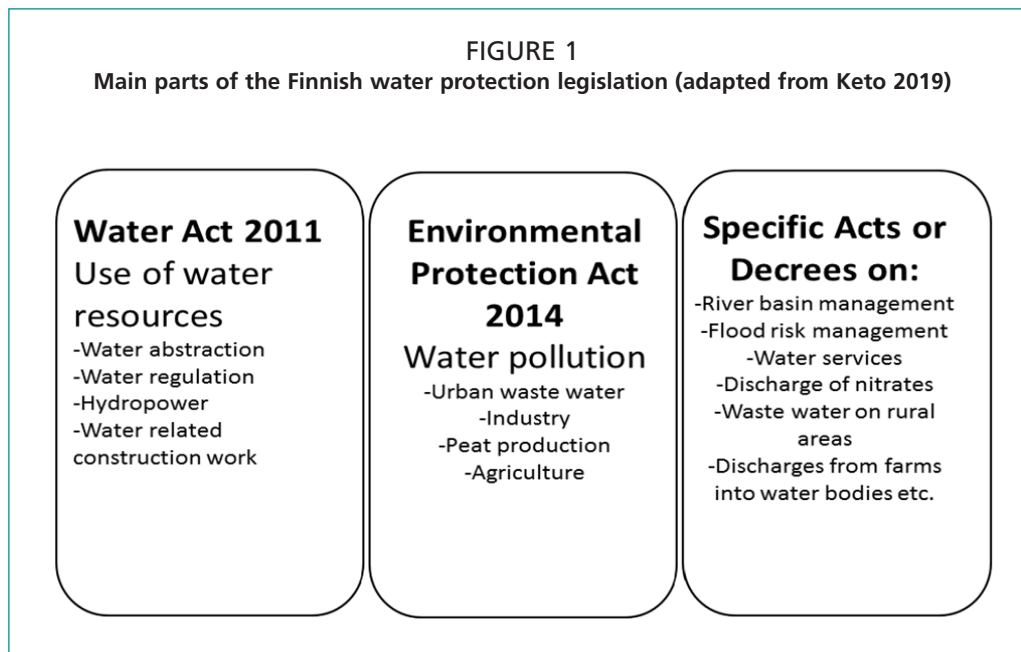 FIGURE 1
Main parts of the Finnish water protection legislation (adapted from Keto 2019)
Water Act 2011
Use of water
resources
-Water abstraction
-Water regulation
-Hydropower
-Water related
construction work
Environmental
Protection Act
2014
Water pollution
-Urban waste water
-Industry
-Peat production
-Agriculture
Specific Acts or
Decrees on:
-River basin management
-Flood risk management
-Water services
-Discharge of nitrates
-Waste water on rural
areas
-Discharges from farms
into water bodies etc.